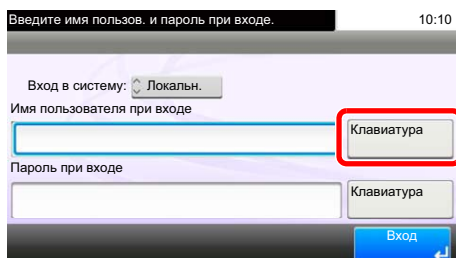 Введите имя пользов. и пароль при входе. 10:10
Вход в систему: Локальн.
Имя пользователя при входе
Клавиатура
Пароль при входе
Клавиатура
Вход